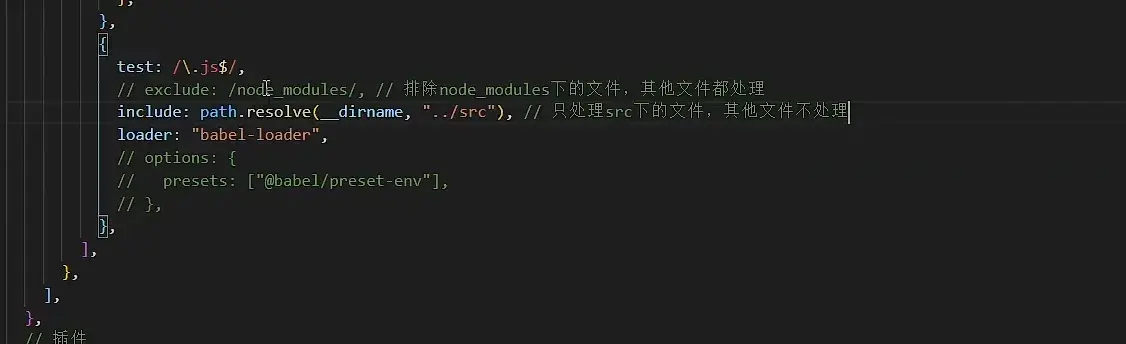 },
},
{
test: /\.js$/,
// exclude: /node_modules/, // 排除node_modules下的文件，其他文件都处理
include: path.resolve(__dirname, "../src"), // 只处理src下的文件，其他文件不处理
loader: "babel-loader",
// options: {
//   presets: ["@babel/preset-env"],
// },
},
],
},
],
},
// 插件